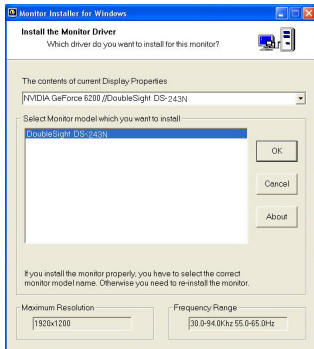 Monitor Installer for Windows
Install the Monitor Driver
Which driver do you want to install for this monitor?
The contents of current Display Properties
NVIDIA GeForce 6200 //DoubleSight DS-243N
Select Monitor model which you want to install
DoubleSight DS-243N
OK
Cancel
About
If you install the monitor properly, you have to select the correct
monitor model name. Otherwise you need to re-install the monitor.
Maximum Resolution
1920x1200
Frequency Range
30.0-94.0Khz 55.0-65.0Hz